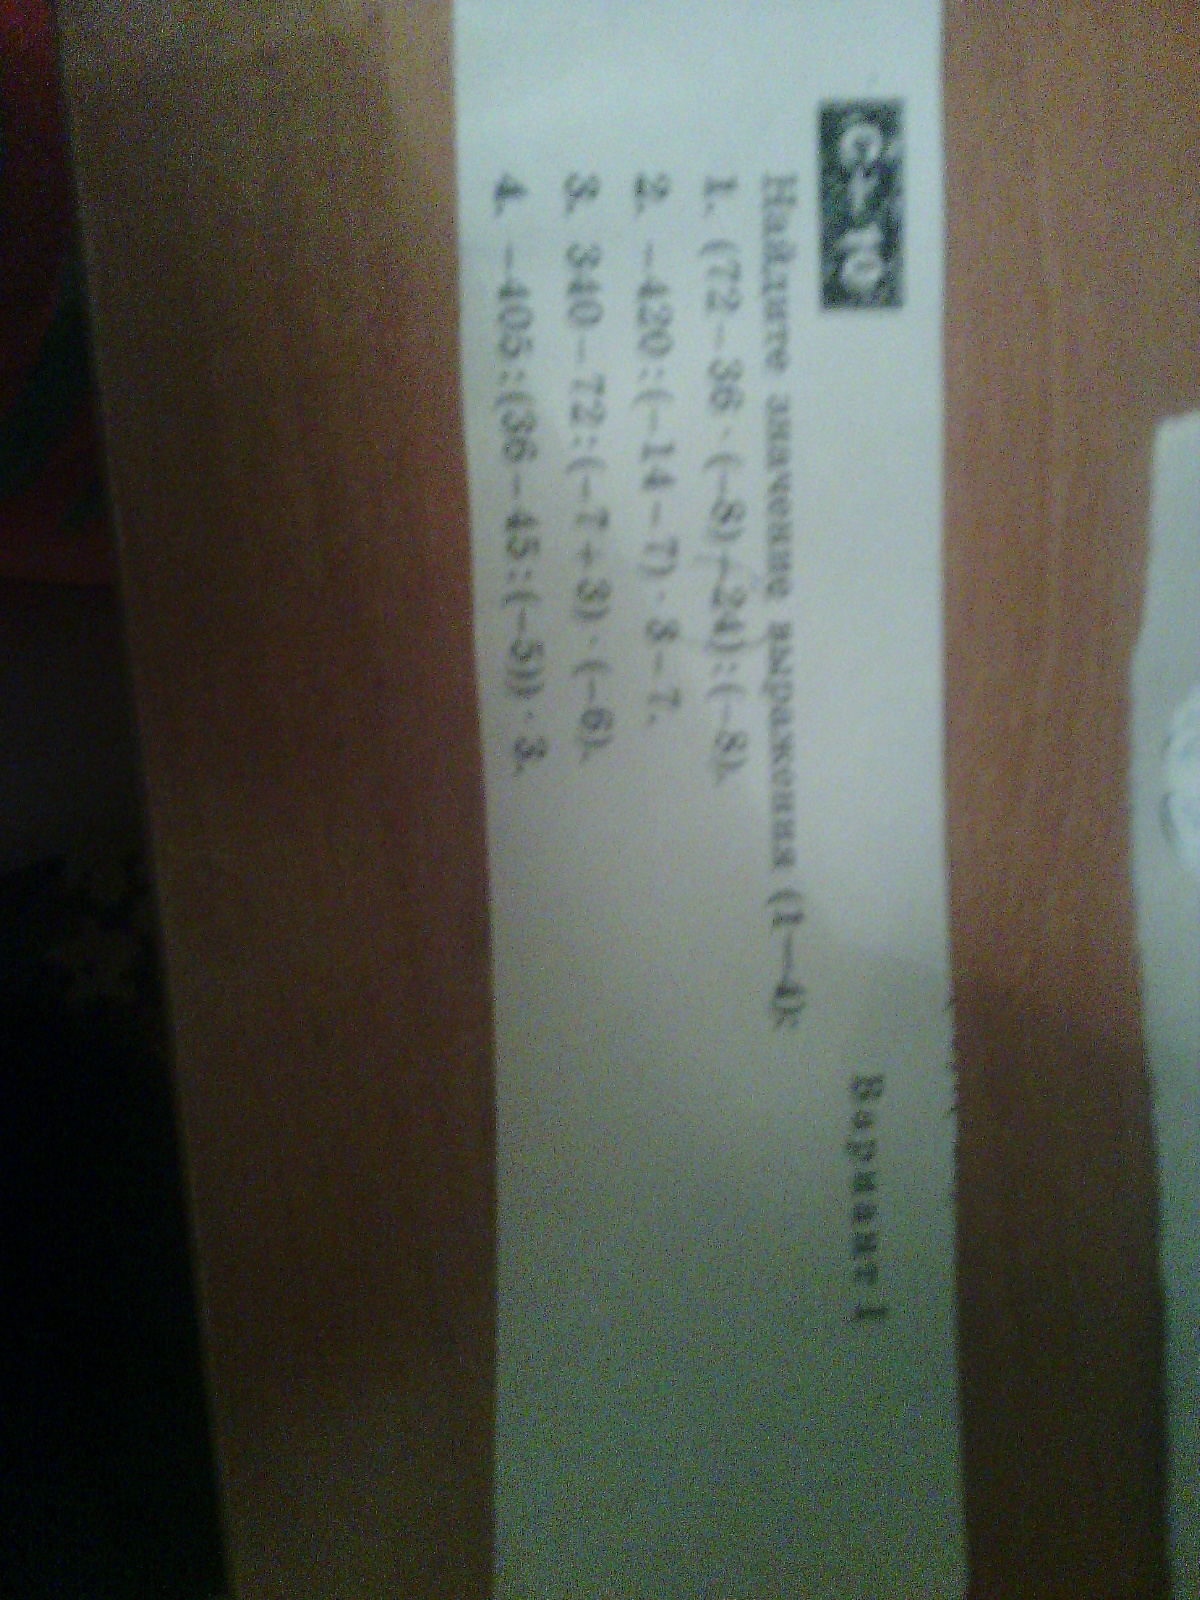 С—10
Вариант 1
Найдите значение выражения (1—4):
1. (72 – 36 · (–8) – 24) : (–8).
2. –420 : (–14 – 7) · 3 – 7.
3. 340 – 72 : (–7 + 3) · (–6).
4. –405 : (36 – 45 : (–5)) · 3.